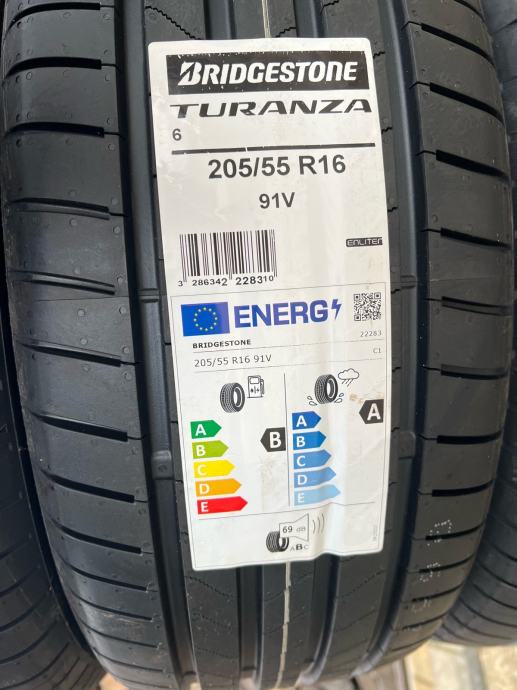 BRIDGESTONE
TURANZA
6
205/55 R16
91V
ENLITEN
3 286342 228310
ENERG
BRIDGESTONE
22283
205/55 R16 91V
C1
A
B
C
D
E
B
A
B
C
D
E
A
69 dB
ABC